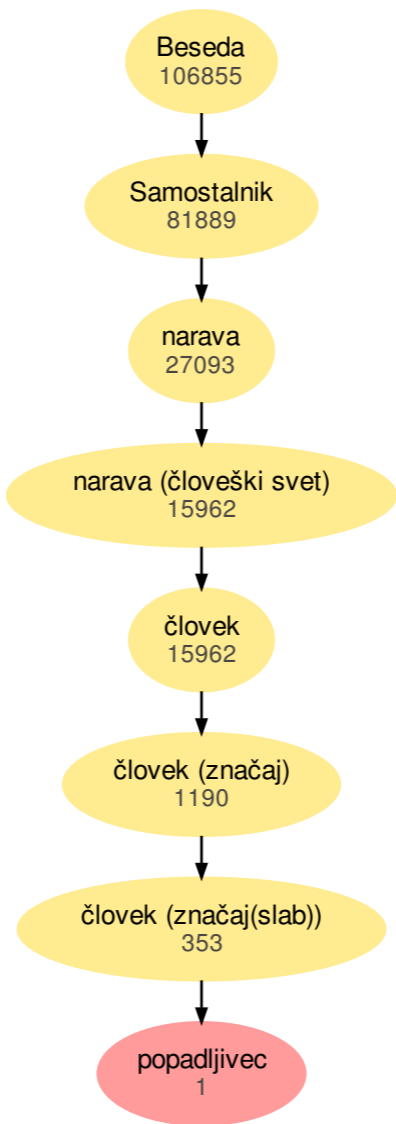 Beseda
106855
Samostalnik
81889
narava
27093
narava (človeški svet)
15962
človek
15962
človek (značaj)
1190
človek (značaj(slab))
353
popadljivec
1